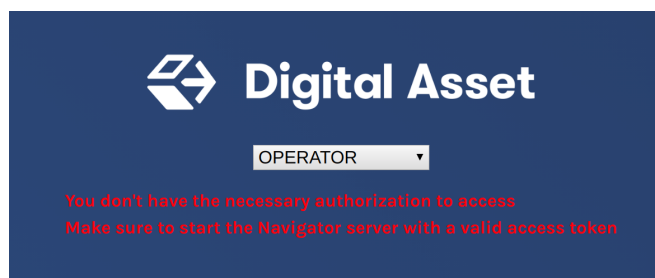 Digital Asset
OPERATOR
You don't have the necessary authorization to access
Make sure to start the Navigator server with a valid access token